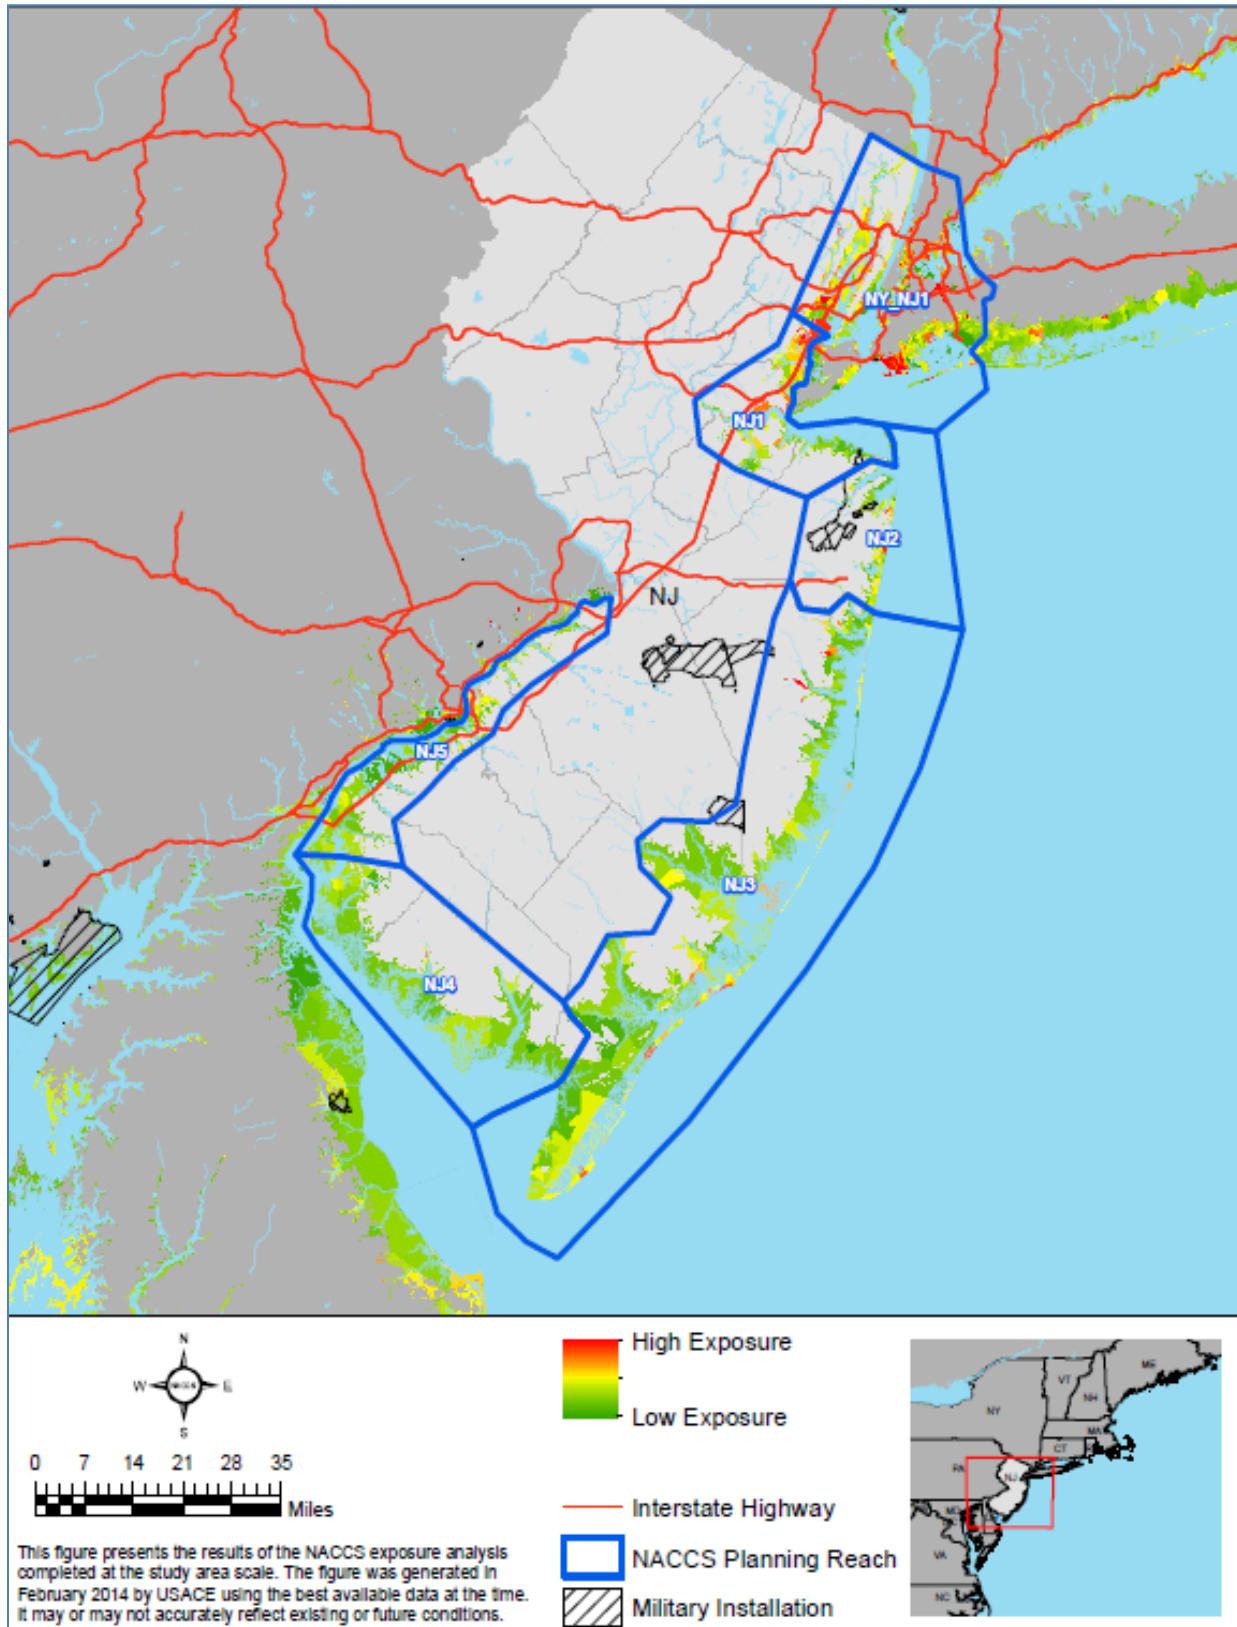 NY_NJ1
NJ1
NJ2
NJ
NJ5
NJ3
NJ4
N
W
E
S
0 7 14 21 28 35
Miles
High Exposure
Low Exposure
Interstate Highway
NACCS Planning Reach
Military Installation
This figure presents the results of the NACCS exposure analysis
completed at the study area scale. The figure was generated in
February 2014 by USACE using the best available data at the time.
It may or may not accurately reflect existing or future conditions.
ME
VT
NH
NY
MA
CT
PA
NJ
MD
VA
NC